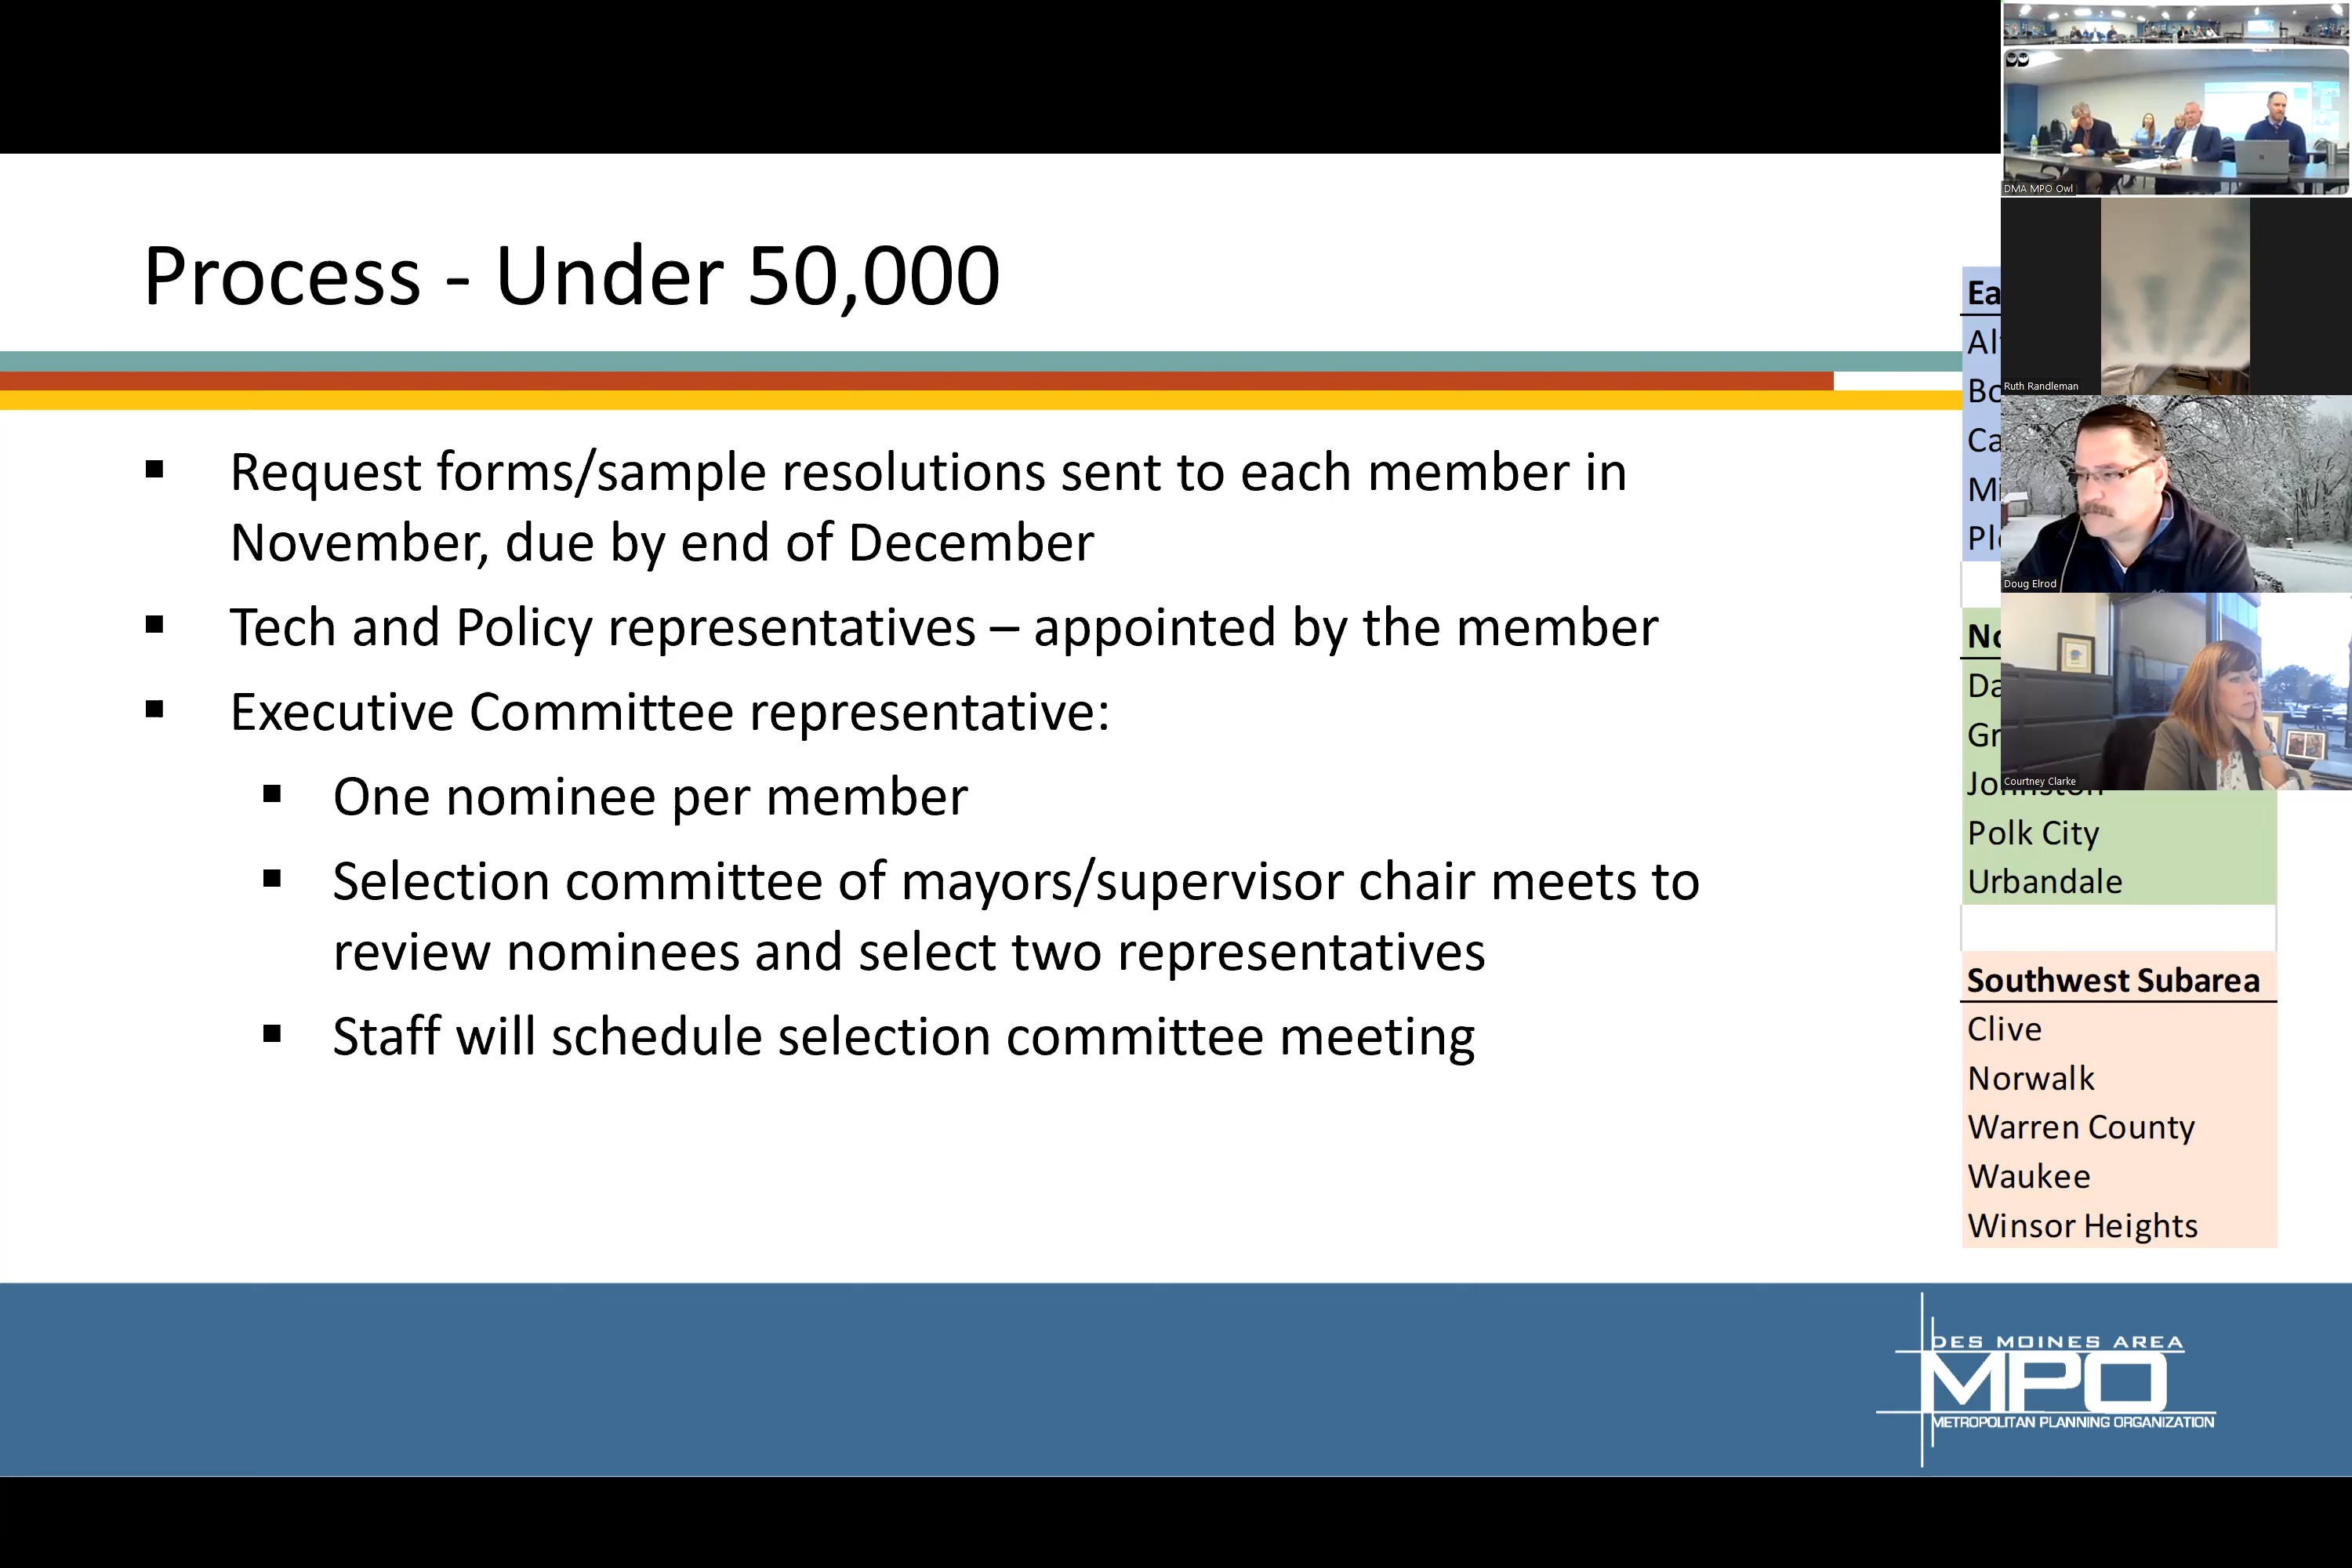 Process - Under 50,000
Request forms/sample resolutions sent to each member in
November, due by end of December
Tech and Policy representatives – appointed by the member
Executive Committee representative:
One nominee per member
Selection committee of mayors/supervisor chair meets to
review nominees and select two representatives
Staff will schedule selection committee meeting
Ea
Al
Bo
Ca
Mi
Pl
No
Da
Gr
Johnston
Polk City
Urbandale
Southwest Subarea
Clive
Norwalk
Warren County
Waukee
Winsor Heights
DMA MPO Owl
Ruth Randleman
Doug Elrod
Courtney Clarke
DES MOINES AREA
MPO
METROPOLITAN PLANNING ORGANIZATION